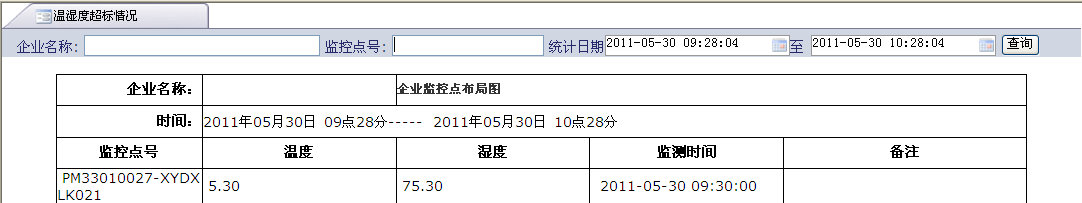 温湿度超标情况
企业名称: 监控点号: 统计日期 2011-05-30 09:28:04 至 2011-05-30 10:28:04 查询
企业名称： 企业监控点布局图
时间： 2011年05月30日 09点28分----- 2011年05月30日 10点28分
监控点号 温度 湿度 监测时间 备注
PM33010027-XYDX
LK021 5.30 75.30 2011-05-30 09:30:00